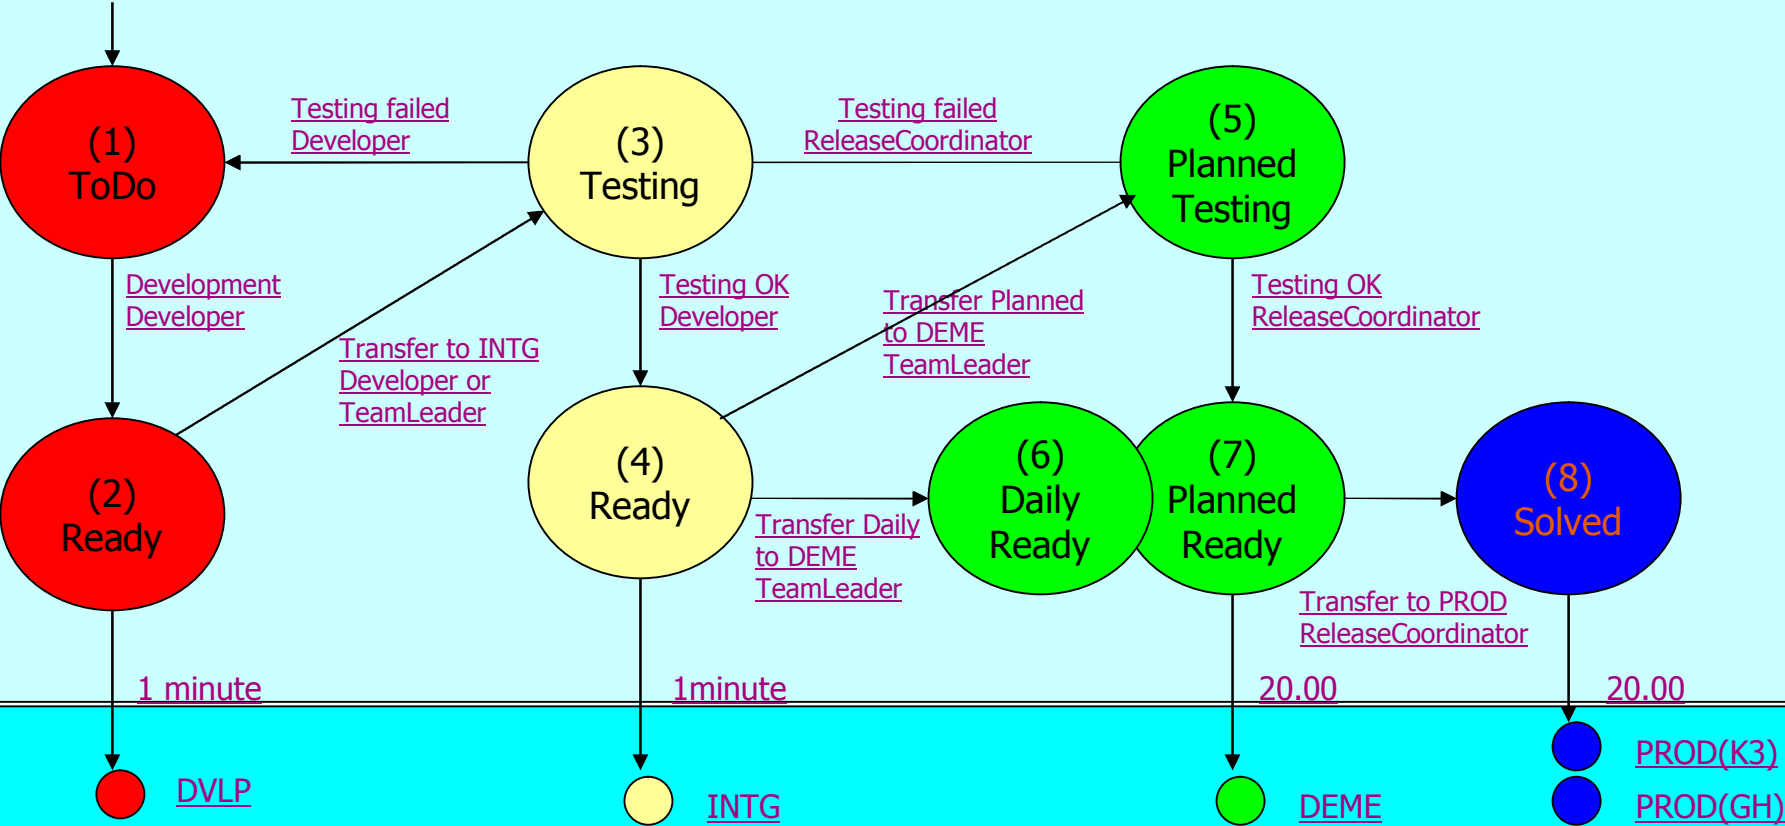 (1)
ToDo
Testing failed
Developer
(3)
Testing
Testing failed
ReleaseCoordinator
(5)
Planned
Testing
Development
Developer
Transfer to INTG
Developer or
TeamLeader
Testing OK
Developer
Transfer Planned
to DEME
TeamLeader
Testing OK
ReleaseCoordinator
(2)
Ready
(4)
Ready
Transfer Daily
to DEME
TeamLeader
(6)
Daily
Ready
(7)
Planned
Ready
(8)
Solved
Transfer to PROD
ReleaseCoordinator
1 minute
1minute
20.00
20.00
DVLP
INTG
DEME
PROD(K3)
PROD(GH)